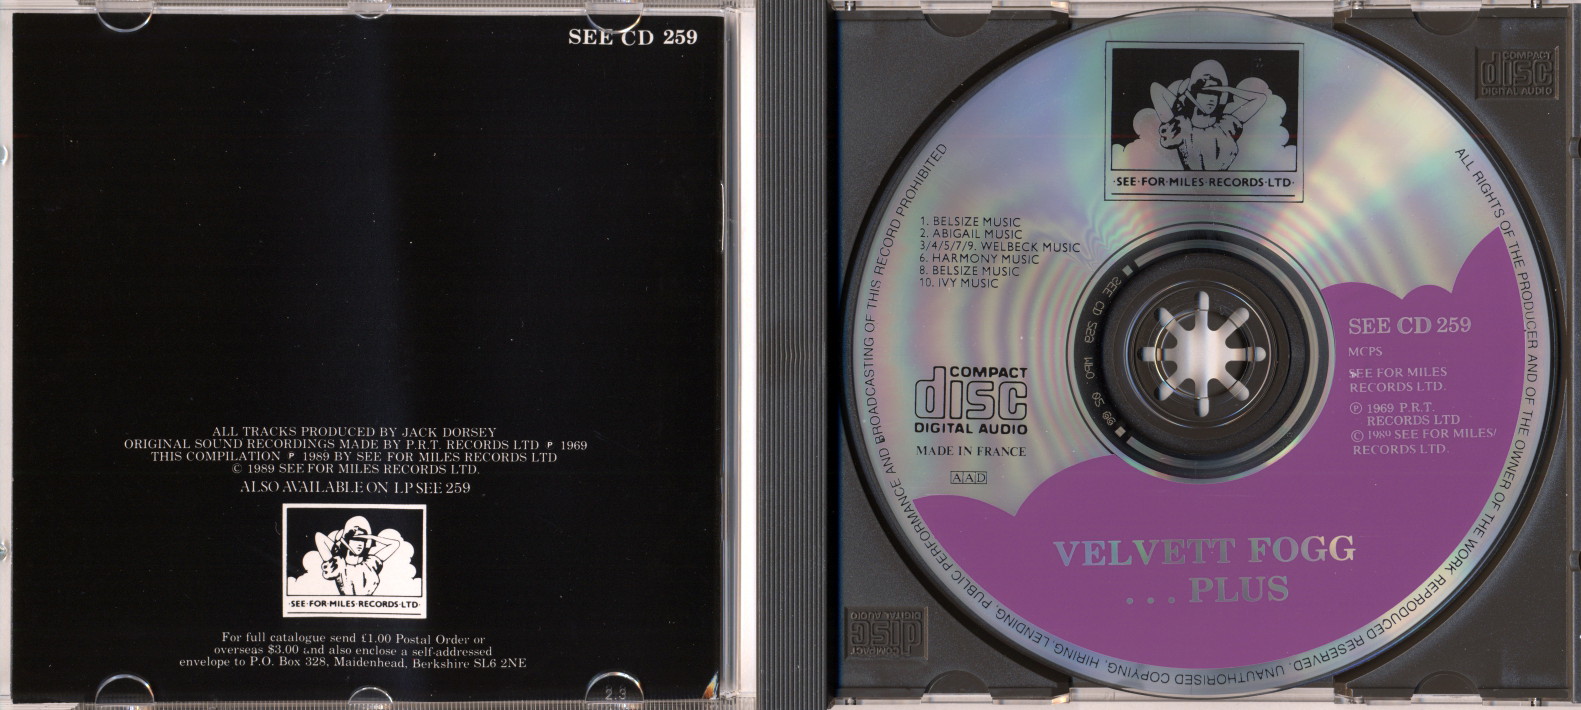 SEE CD 259
ALL TRACKS PRODUCED BY JACK DORSEY
ORIGINAL SOUND RECORDINGS MADE BY P.R.T. RECORDS LTD ℗ 1969
THIS COMPILATION ℗ 1989 BY SEE FOR MILES RECORDS LTD
© 1989 SEE FOR MILES RECORDS LTD.
ALSO AVAILABLE ON LP SEE 259
·SEE·FOR·MILES·RECORDS·LTD·
For full catalogue send £1.00 Postal Order or
overseas $3.00 and also enclose a self-addressed
envelope to P.O. Box 328, Maidenhead, Berkshire SL6 2NE
·SEE·FOR·MILES·RECORDS·LTD·
1. BELSIZE MUSIC
2. ABIGAIL MUSIC
3/4/5/7/9. WELBECK MUSIC
6. HARMONY MUSIC
8. BELSIZE MUSIC
10. IVY MUSIC
COMPACT
disc
DIGITAL AUDIO
MADE IN FRANCE
AAD
SEE CD 259
MCPS
SEE FOR MILES
RECORDS LTD.
℗ 1969 P.R.T.
RECORDS LTD
© 1989 SEE FOR MILES/
RECORDS LTD.
VELVETT FOGG
...PLUS
ALL RIGHTS OF THE PRODUCER AND OF THE OWNER OF THE WORK REPRODUCED RESERVED. UNAUTHORISED COPYING, HIRING, LENDING, PUBLIC PERFORMANCE AND BROADCASTING OF THIS RECORD PROHIBITED
SEE CD 259
COMPACT
disc
DIGITAL AUDIO
COMPACT
disc
DIGITAL AUDIO